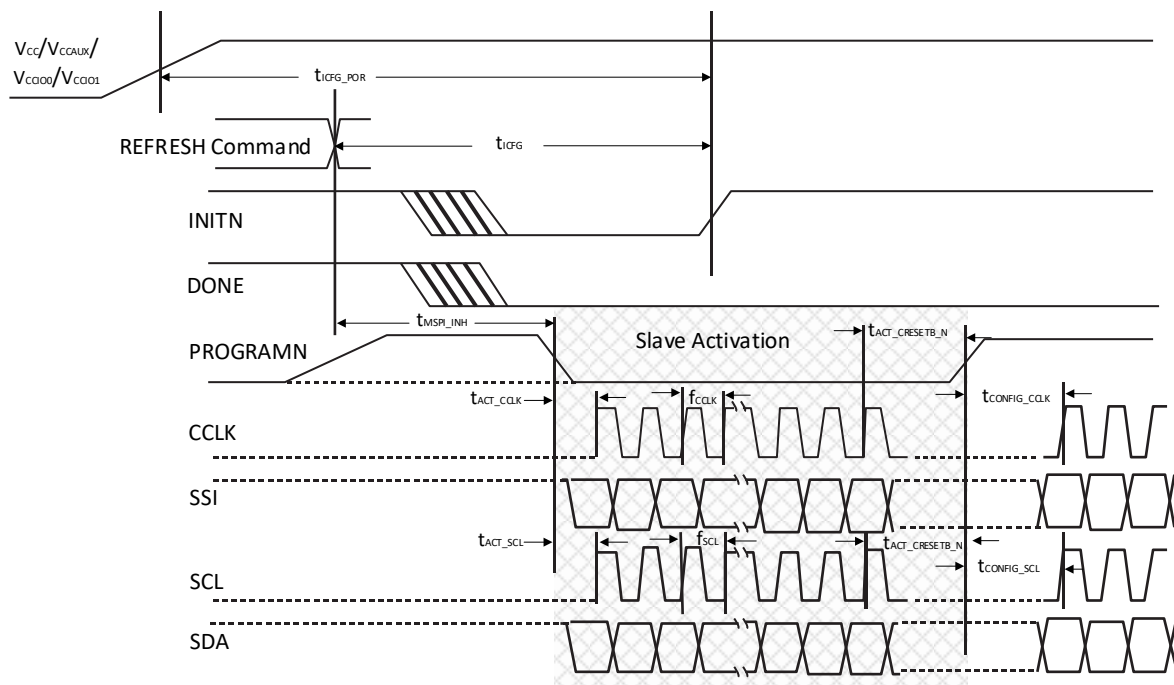 VCC/VCCAUX/
VCCIO0/VCCIO1
tICFG_POR
REFRESH Command
tICFG
INITN
DONE
tMSPI_INH
Slave Activation
tACT_CRESETB_N
PROGRAMN
tACT_CCLK
fCCLK
tCONFIG_CCLK
CCLK
SSI
tACT_SCL
fSCL
tACT_CRESETB_N
tCONFIG_SCL
SCL
SDA